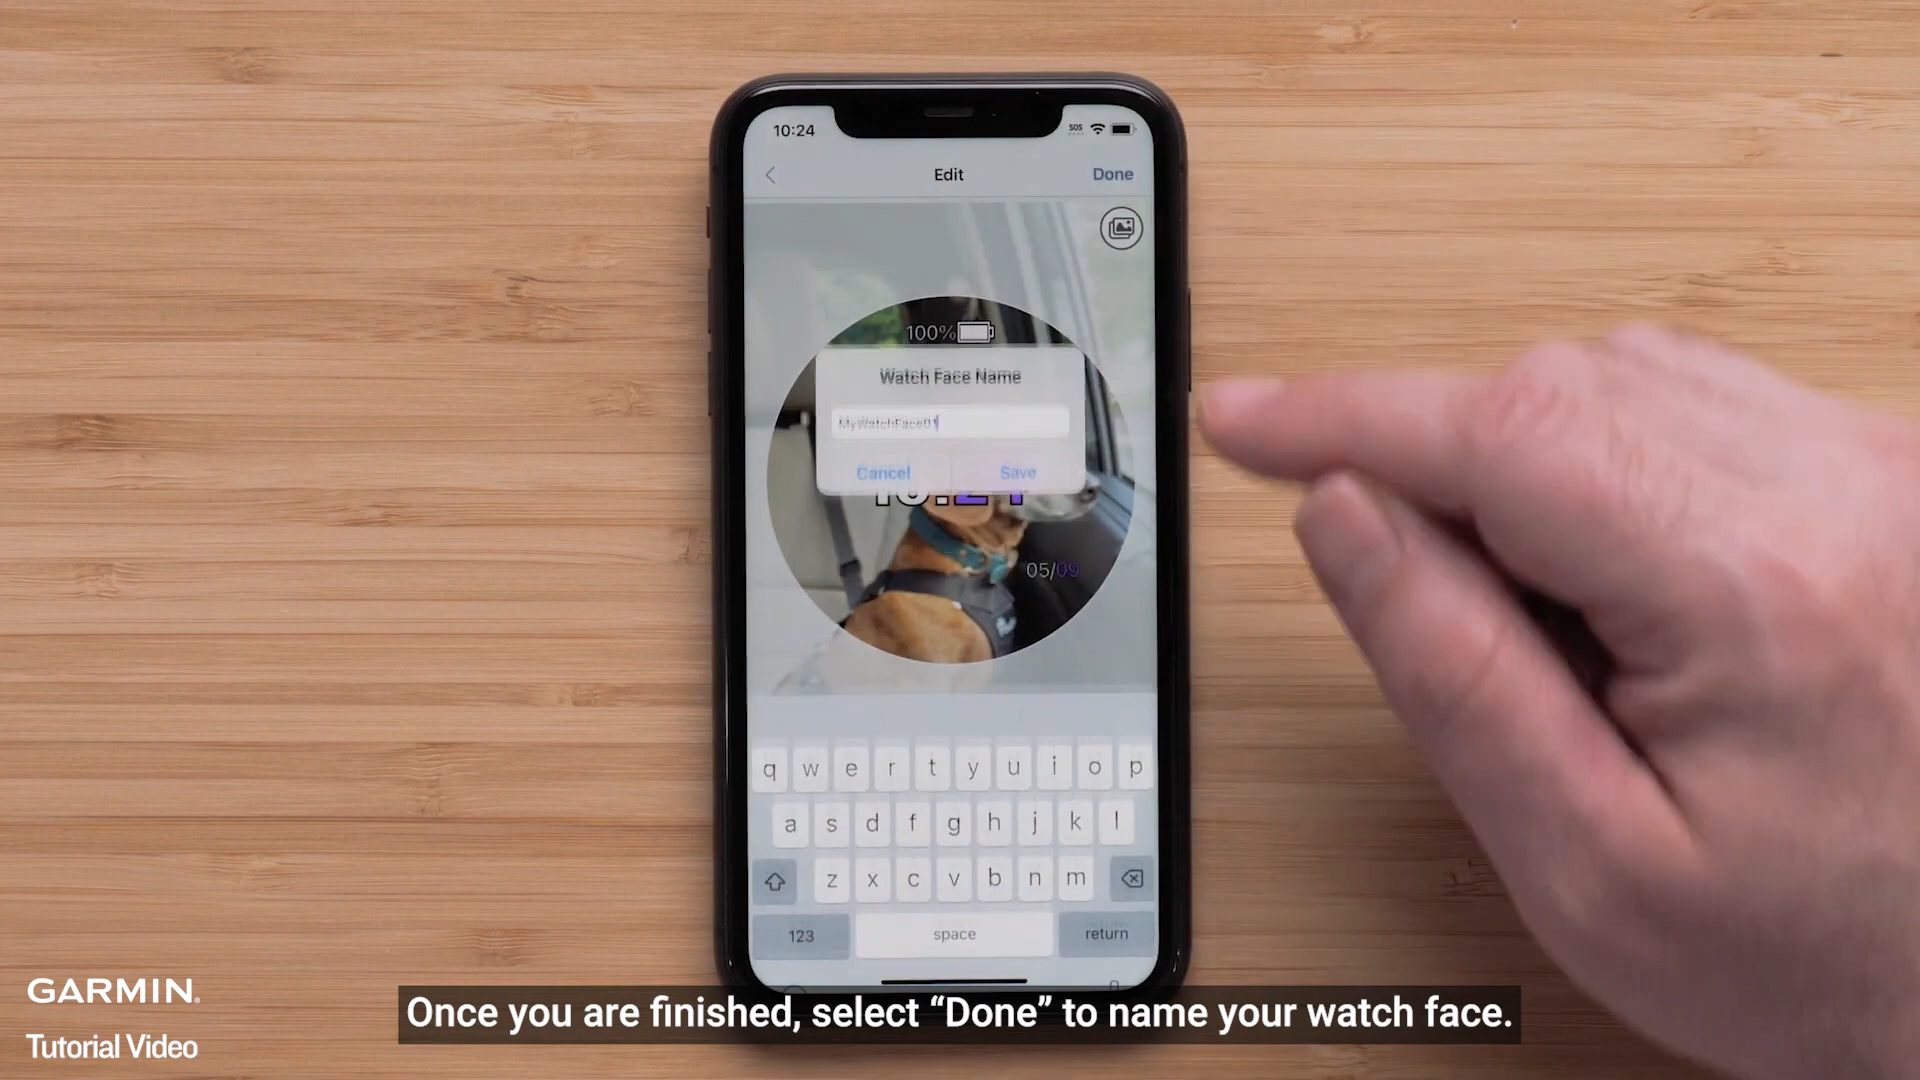 10:24
SOS
Edit
Done
100%
Watch Face Name
MyWatchFace01
Cancel
Save
05/09
q w e r t y u i o p
a s d f g h j k l
z x c v b n m
123
space
return
GARMIN
Tutorial Video
Once you are finished, select “Done” to name your watch face.